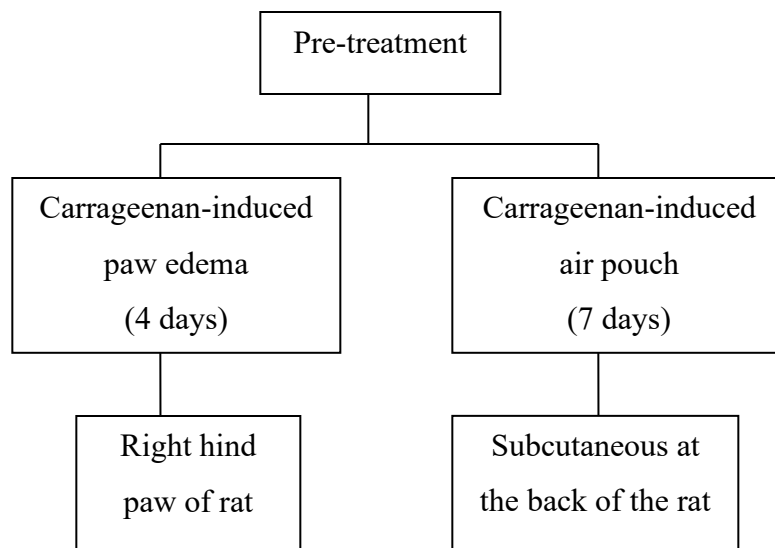 Pre-treatment
Carrageenan-induced
paw edema
(4 days)
Carrageenan-induced
air pouch
(7 days)
Right hind
paw of rat
Subcutaneous at
the back of the rat